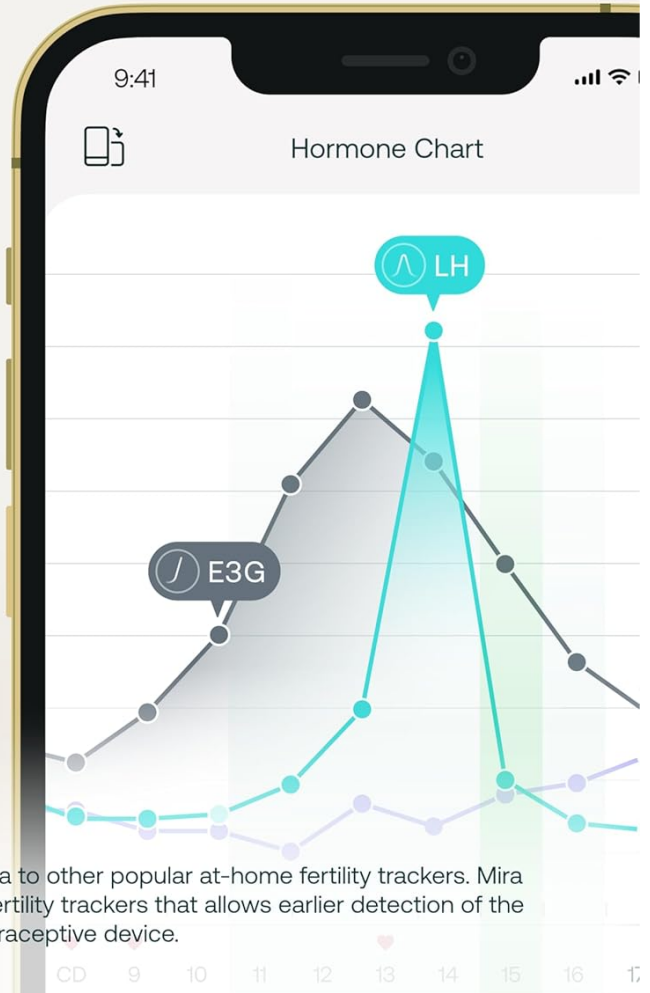 9:41
Hormone Chart
LH
E3G
a to other popular at-home fertility trackers. Mira
ertility trackers that allows earlier detection of the
raceptive device.
CD 9 10 11 12 13 14 15 16 17